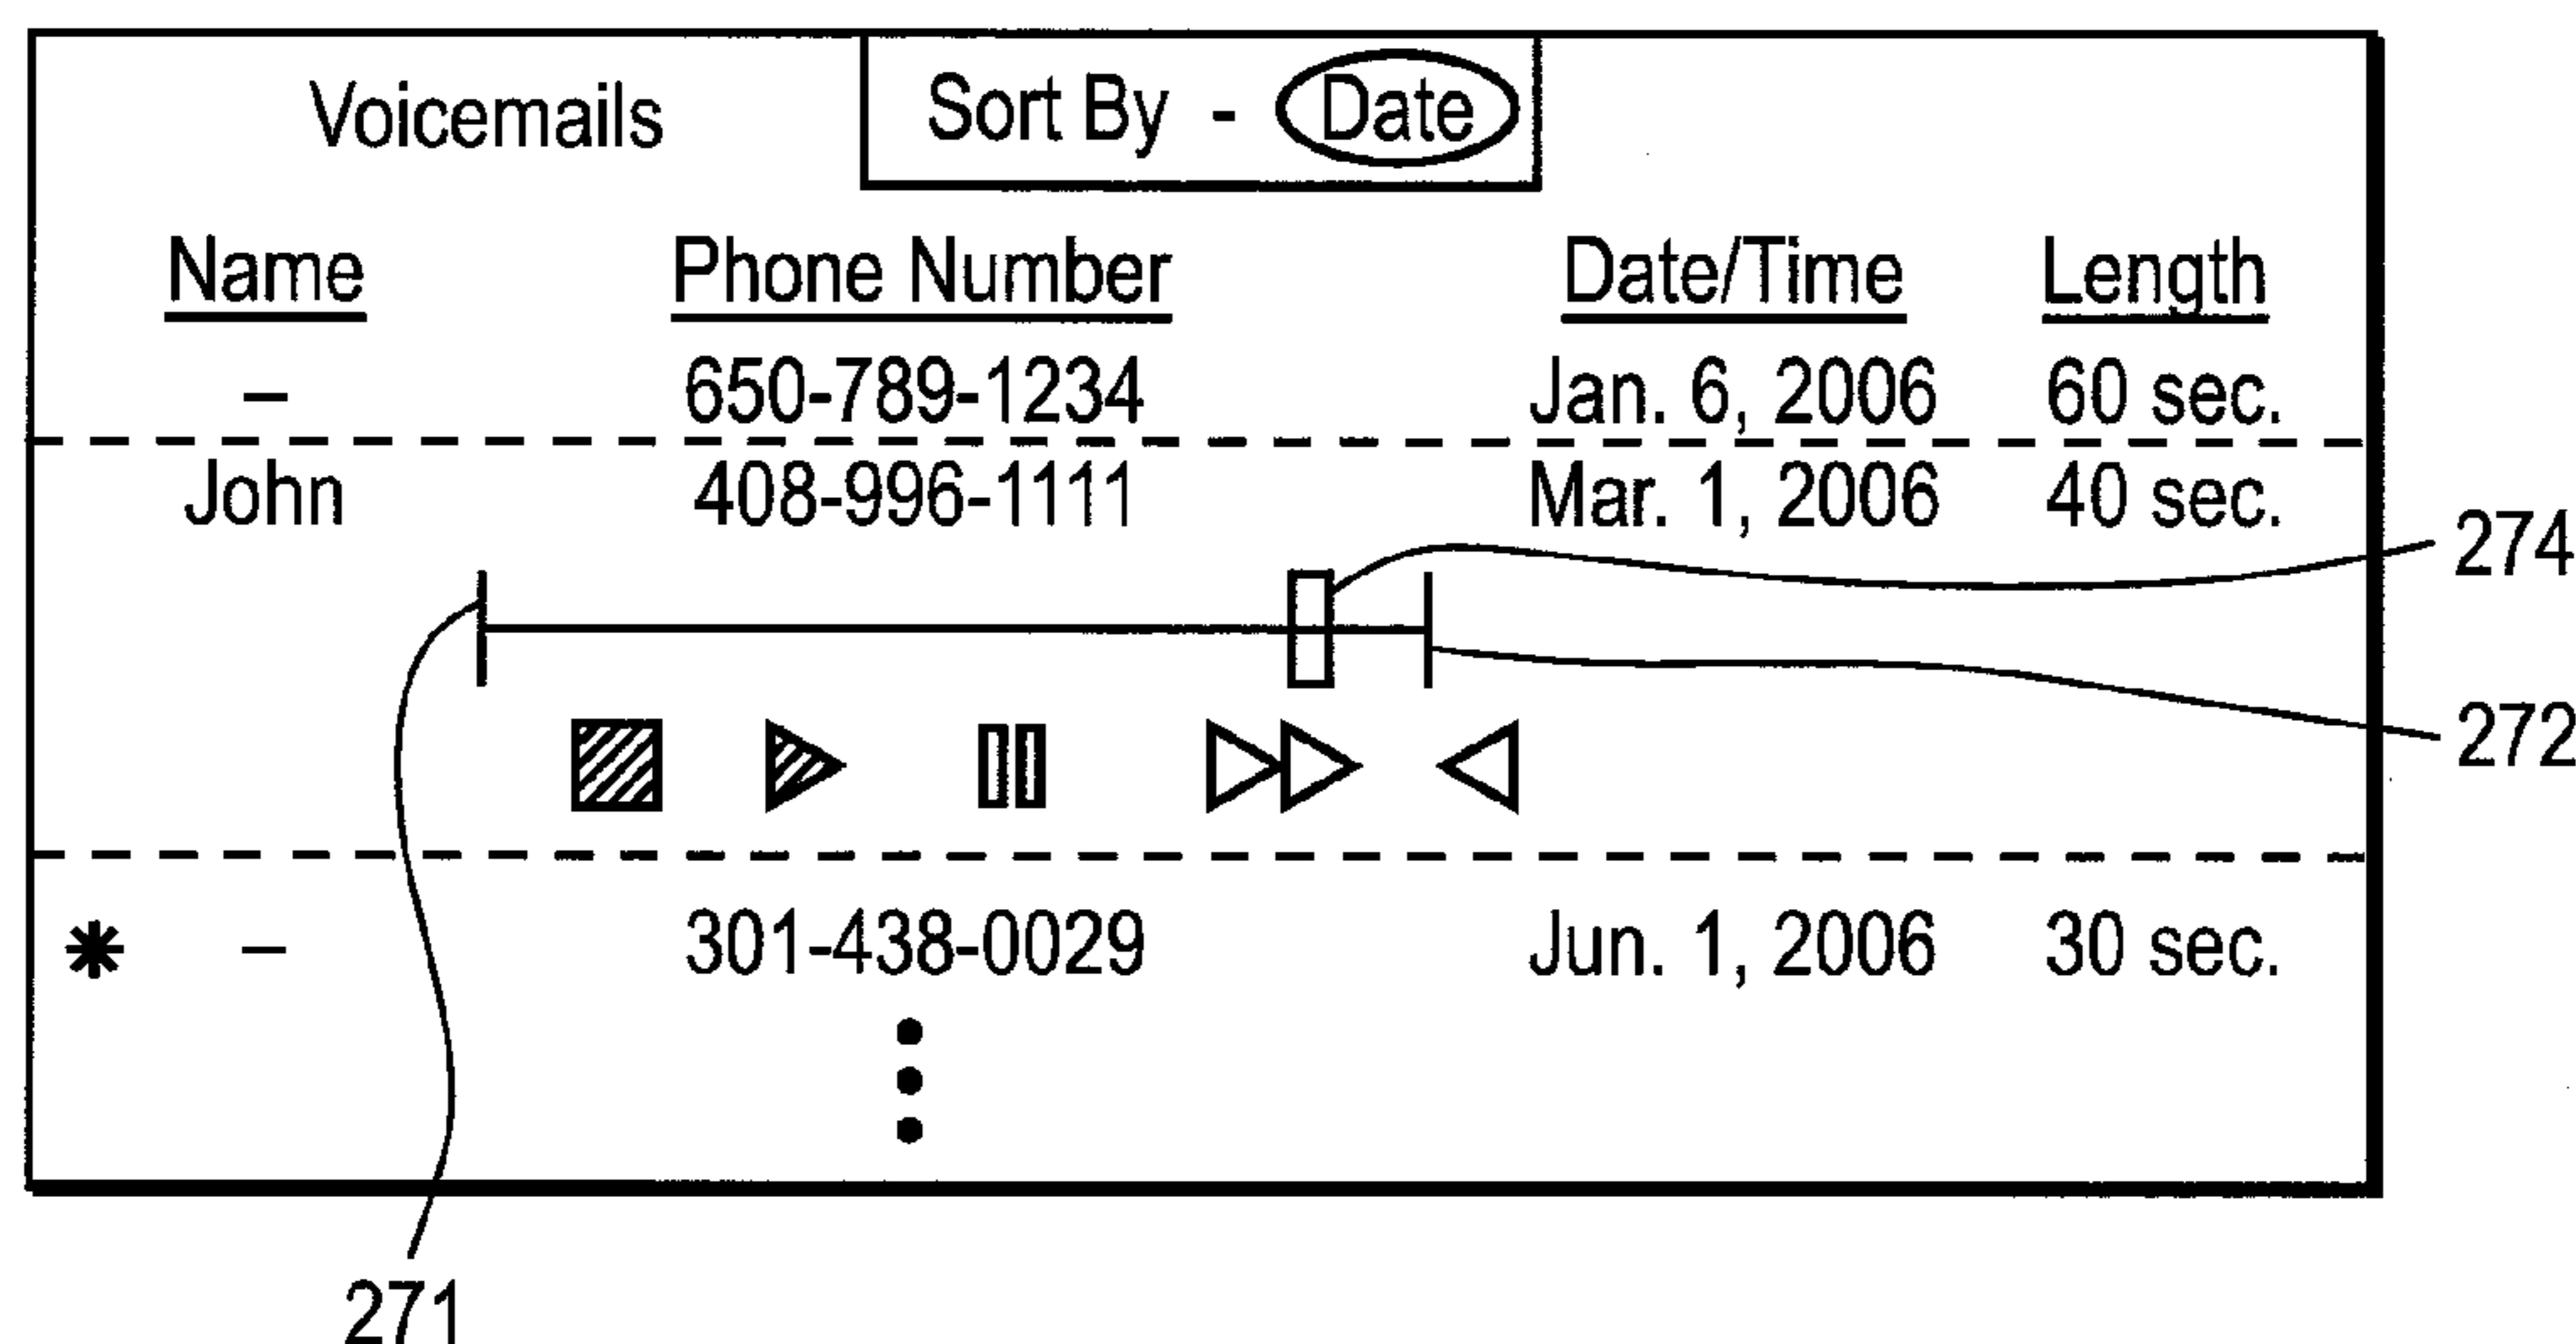 Voicemails Sort By - Date
Name Phone Number Date/Time Length
– 650-789-1234 Jan. 6, 2006 60 sec.
John 408-996-1111 Mar. 1, 2006 40 sec.
274
272
* – 301-438-0029 Jun. 1, 2006 30 sec.
271